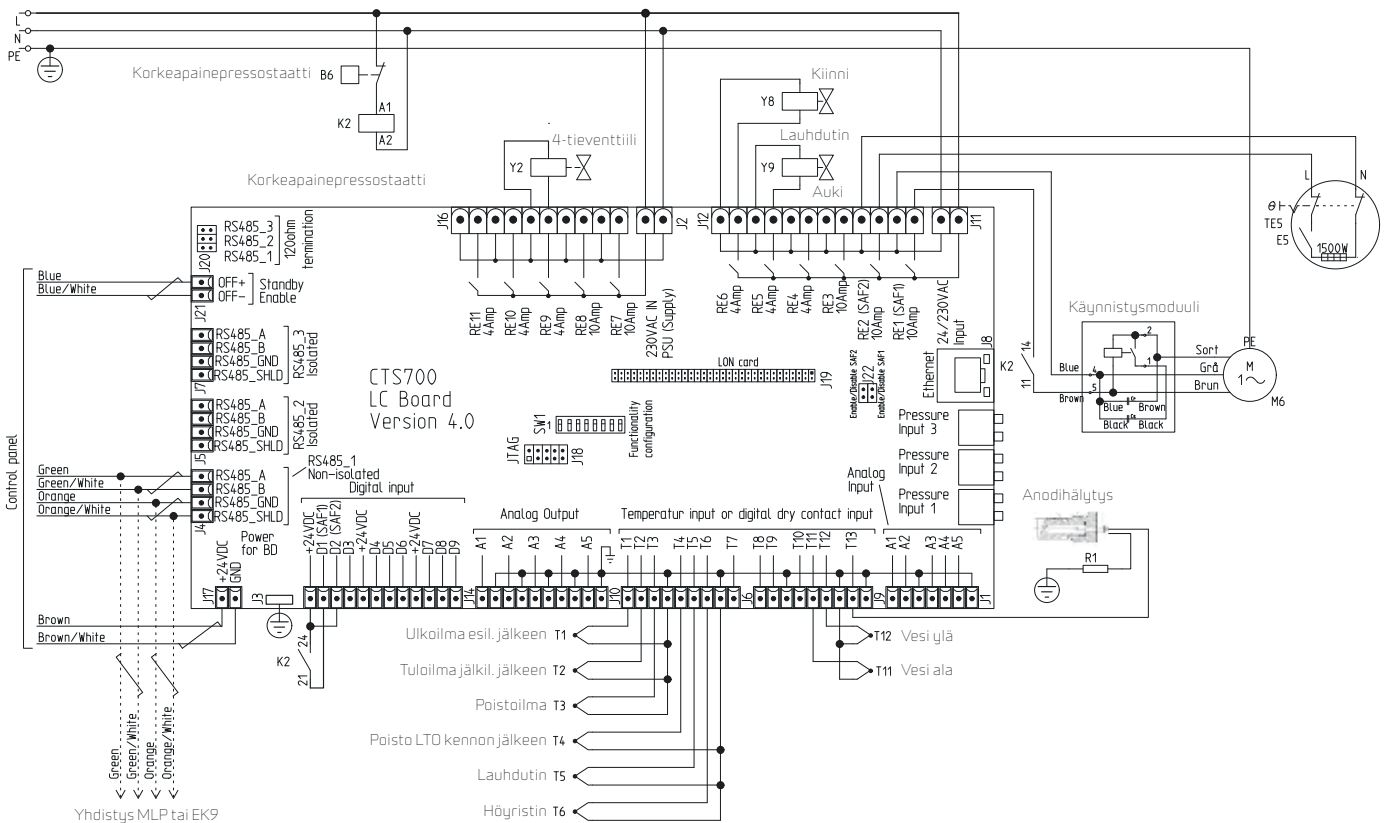 L
N
PE
Korkeapainepressostaatti B6
K2
A1
A2
Korkeapainepressostaatti
4-tieventtiili
Y2
Kiinni
Y8
Lauhdutin
Y9
Auki
L
N
θ
TE5
E5
1500W
J16
J2
J12
J11
RS485_3
RS485_2
RS485_1
120ohm
termination
J20
OFF+
OFF-
Standby
Enable
J21
Blue
Blue/White
RS485_A
RS485_B
RS485_GND
RS485_SHLD
RS485_3
Isolated
J7
RS485_A
RS485_B
RS485_GND
RS485_SHLD
RS485_2
Isolated
J5
RS485_A
RS485_B
RS485_GND
RS485_SHLD
RS485_1
Non-isolated
J4
Control panel
Green
Green/White
Orange
Orange/White
RE11
4Amp
RE10
4Amp
RE9
4Amp
RE8
10Amp
RE7
10Amp
230VAC IN
PSU (Supply)
RE6
4Amp
RE5
4Amp
RE4
4Amp
RE3
10Amp
RE2 (SAF2)
10Amp
RE1 (SAF1)
10Amp
24/230VAC
Input
CTS700
LC Board
Version 4.0
LON card
J19
Enable/Disable SAF2
J22
Enable/Disable SAF1
Ethernet
J8
K2
14
11
Käynnistysmoduuli
2
1
4
5
Blue
Brown
Blue
Brown
Black
Black
Sort
Grå
Brun
PE
M
1~
M6
SW1
1
Functionality
configuration
JTAG
J18
Pressure
Input 3
Pressure
Input 2
Pressure
Input 1
Analog
Input
Anodihälytys
R1
Power
for BD
+24VDC
GND
J17
J3
Digital input
+24VDC
D1 (SAF1)
D2 (SAF2)
D3
+24VDC
D4
D5
D6
+24VDC
D7
D8
D9
J14
Analog Output
A1
A2
A3
A4
A5
J10
Temperatur input or digital dry contact input
T1
T2
T3
T4
T5
T6
T7
J6
T8
T9
T10
T11
T12
T13
J9
A1
A2
A3
A4
A5
J1
Brown
Brown/White
K2
24
21
Ulkoilma esil. jälkeen T1
Tuloilma jälkil. jälkeen T2
Poistoilma T3
Poisto LTO kennon jälkeen T4
Lauhdutin T5
Höyristin T6
T12 Vesi ylä
T11 Vesi ala
Green
Green/White
Orange
Orange/White
Yhdistys MLP tai EK9